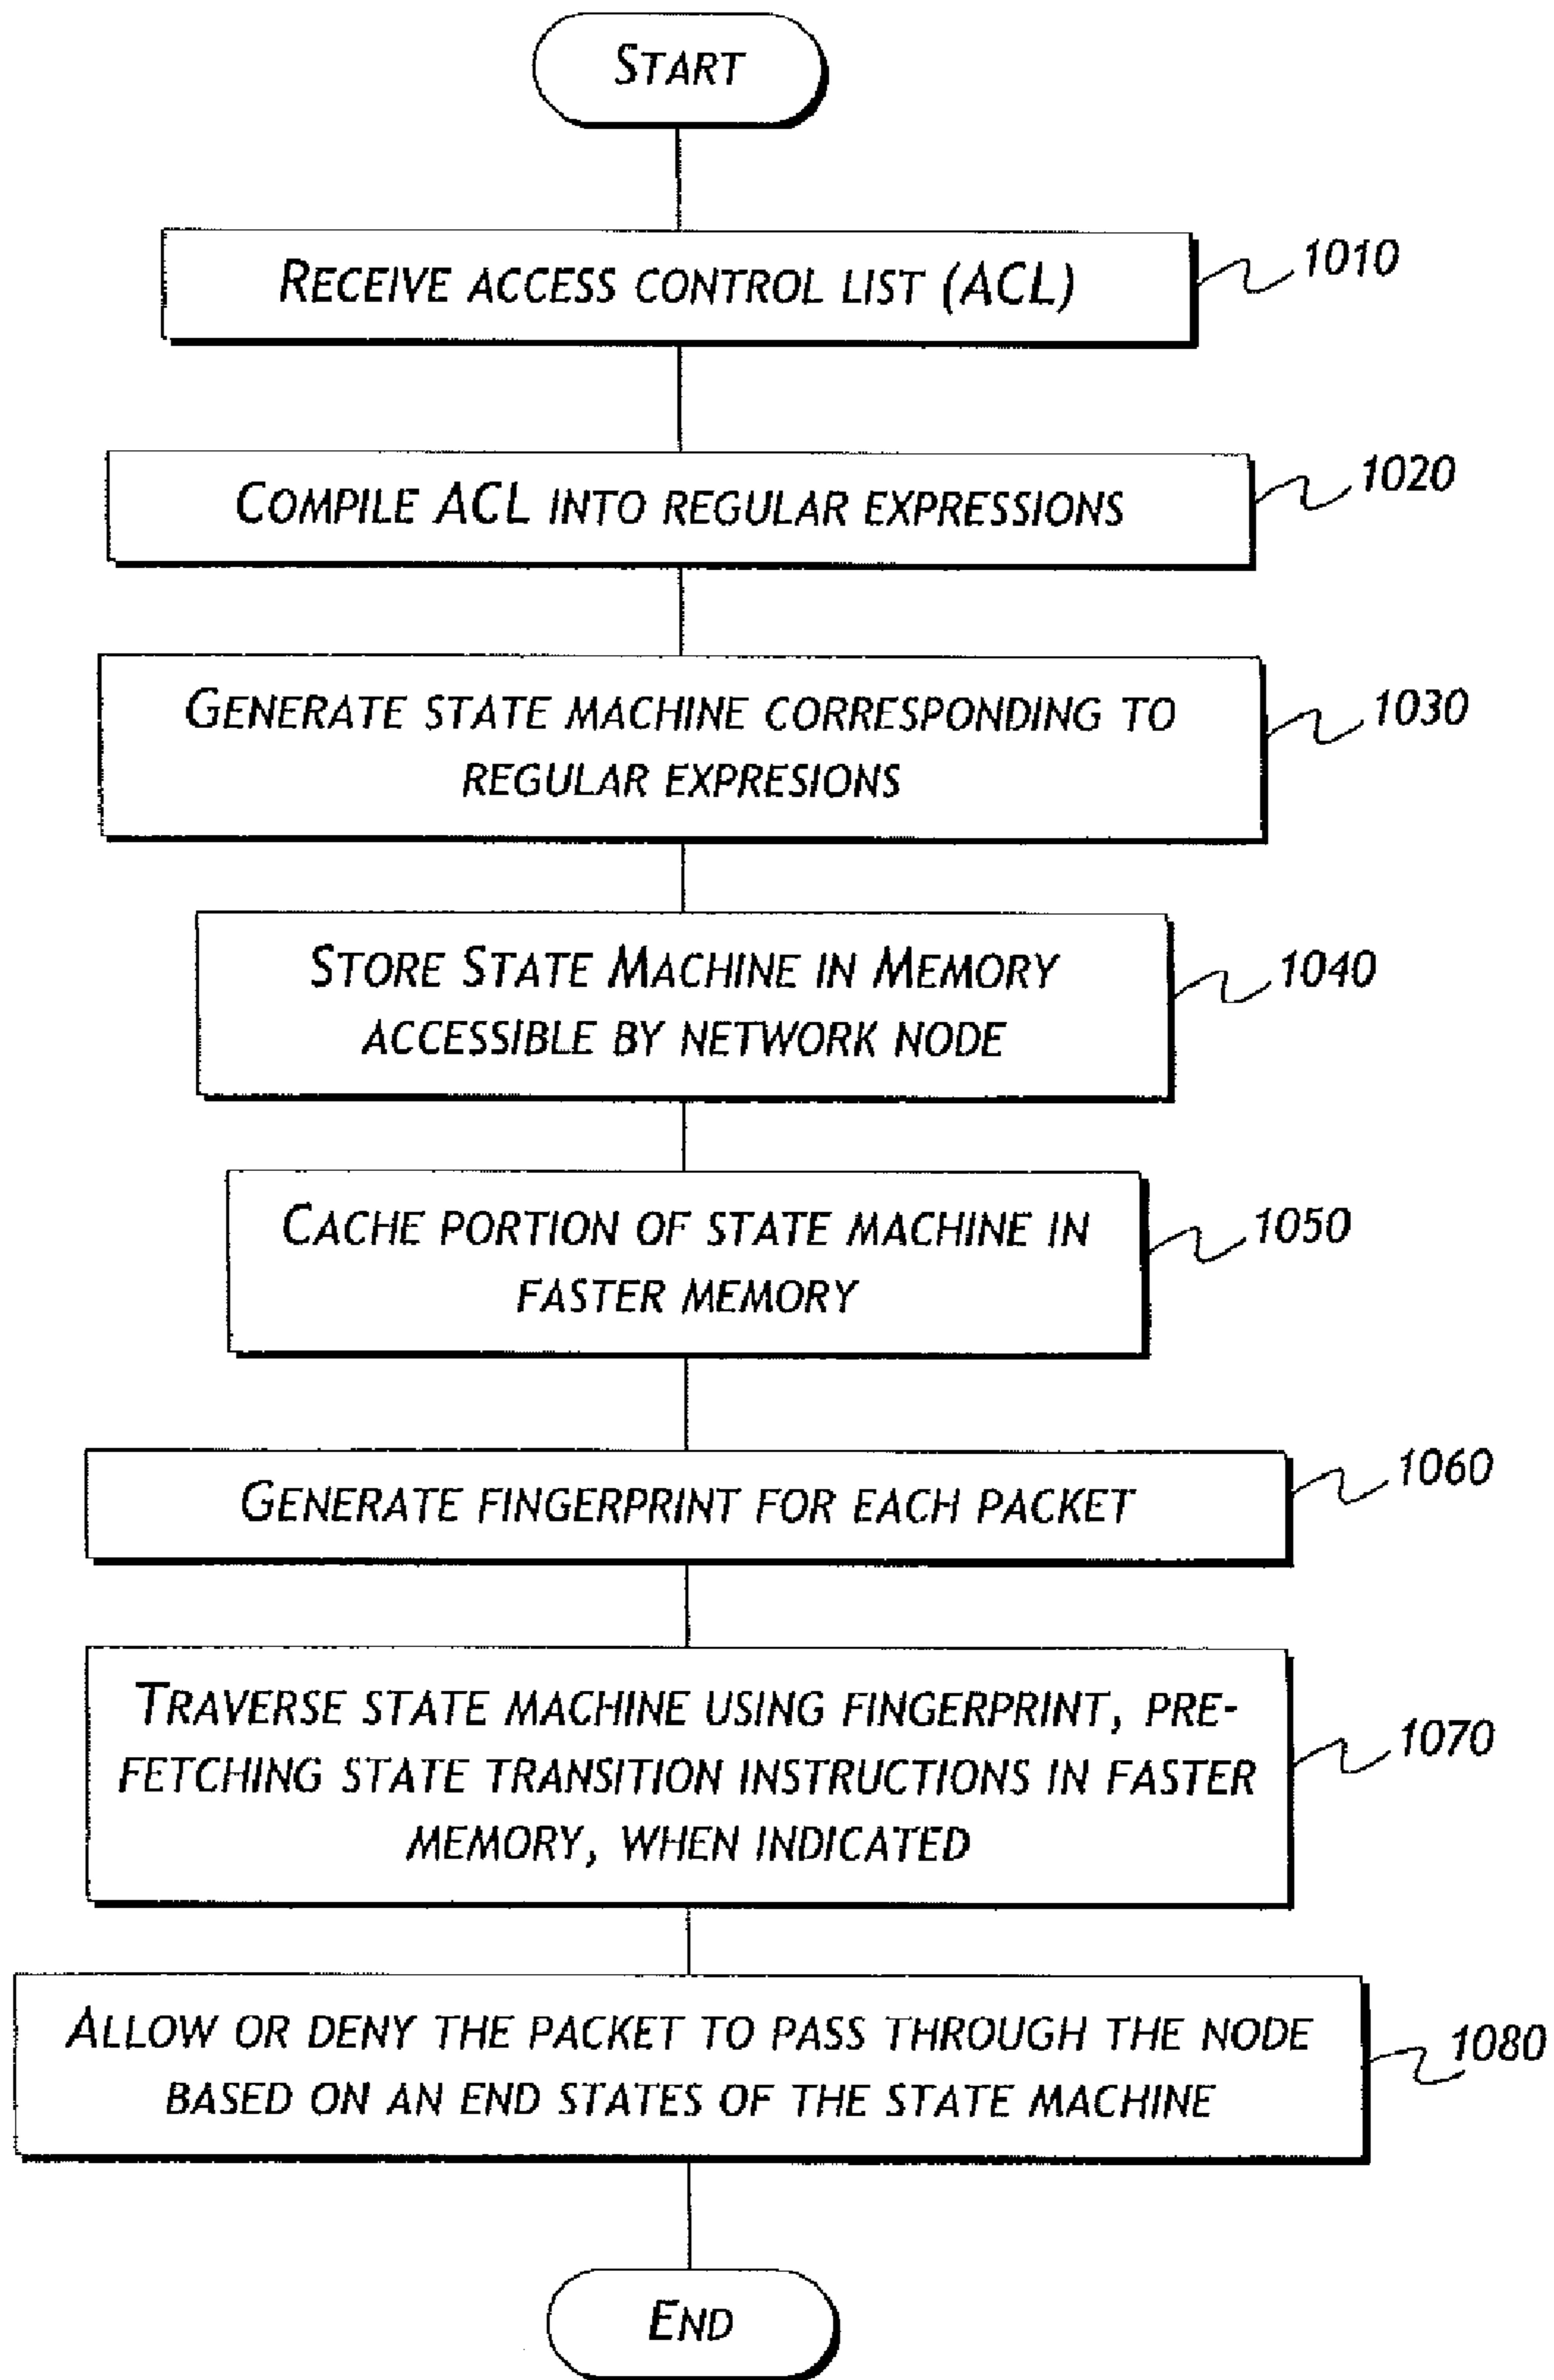 START
RECEIVE ACCESS CONTROL LIST (ACL)
1010
COMPILE ACL INTO REGULAR EXPRESSIONS
1020
GENERATE STATE MACHINE CORRESPONDING TO
REGULAR EXPRESIONS
1030
STORE STATE MACHINE IN MEMORY
ACCESSIBLE BY NETWORK NODE
1040
CACHE PORTION OF STATE MACHINE IN
FASTER MEMORY
1050
GENERATE FINGERPRINT FOR EACH PACKET
1060
TRAVERSE STATE MACHINE USING FINGERPRINT, PRE-
FETCHING STATE TRANSITION INSTRUCTIONS IN FASTER
MEMORY, WHEN INDICATED
1070
ALLOW OR DENY THE PACKET TO PASS THROUGH THE NODE
BASED ON AN END STATES OF THE STATE MACHINE
1080
END